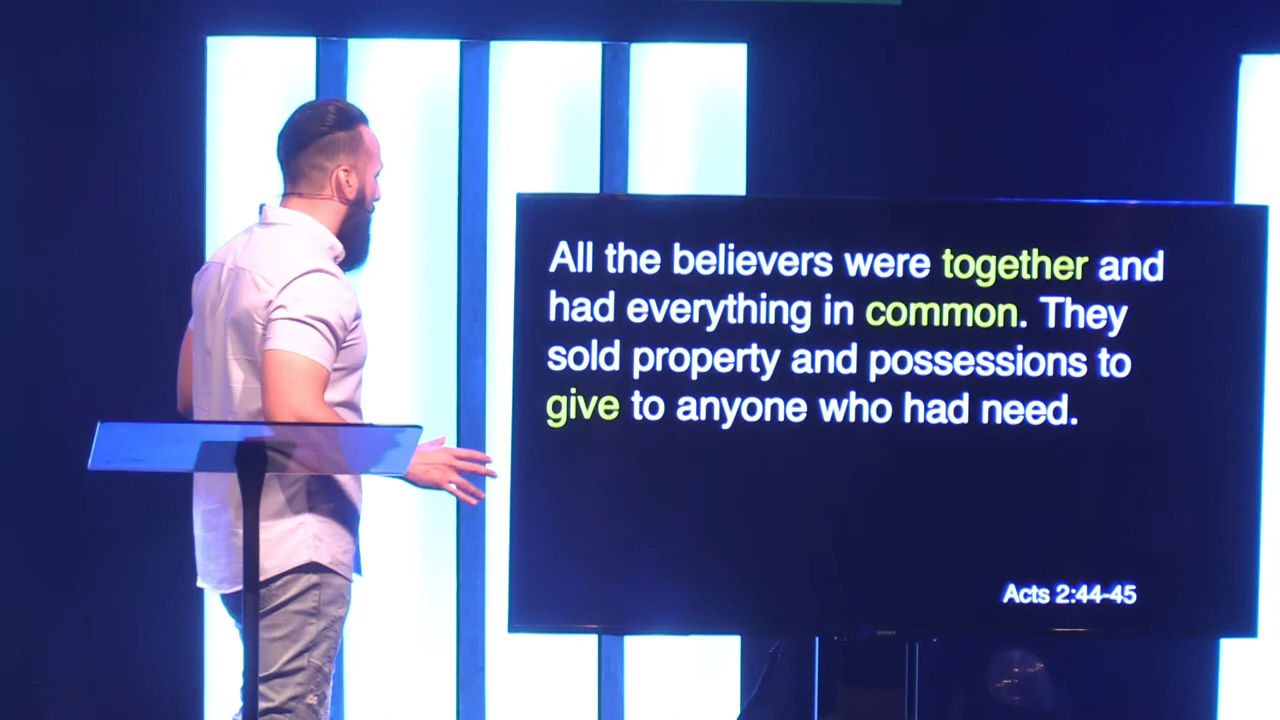 All the believers were together and
had everything in common. They
sold property and possessions to
give to anyone who had need.
Acts 2:44-45